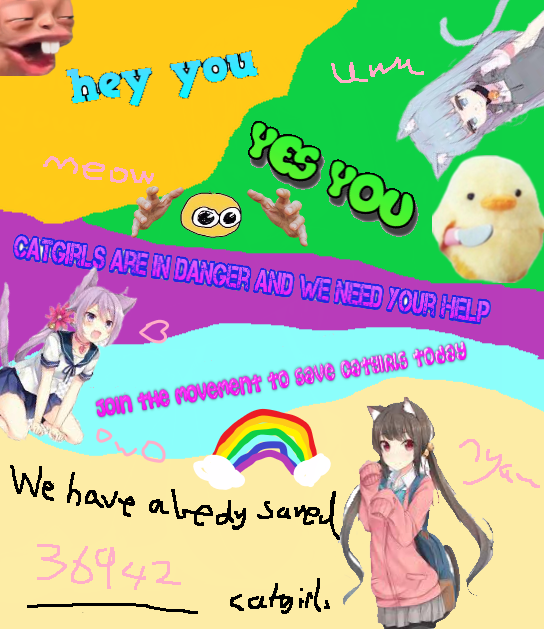 hey you
uwu
YES YOU
meow
CATGIRLS ARE IN DANGER AND WE NEED YOUR HELP
JOIN THE MOVEMENT TO SAVE CATGIRLS TODAY
OwO
nyan
We have alredy saved
36942
catgirls